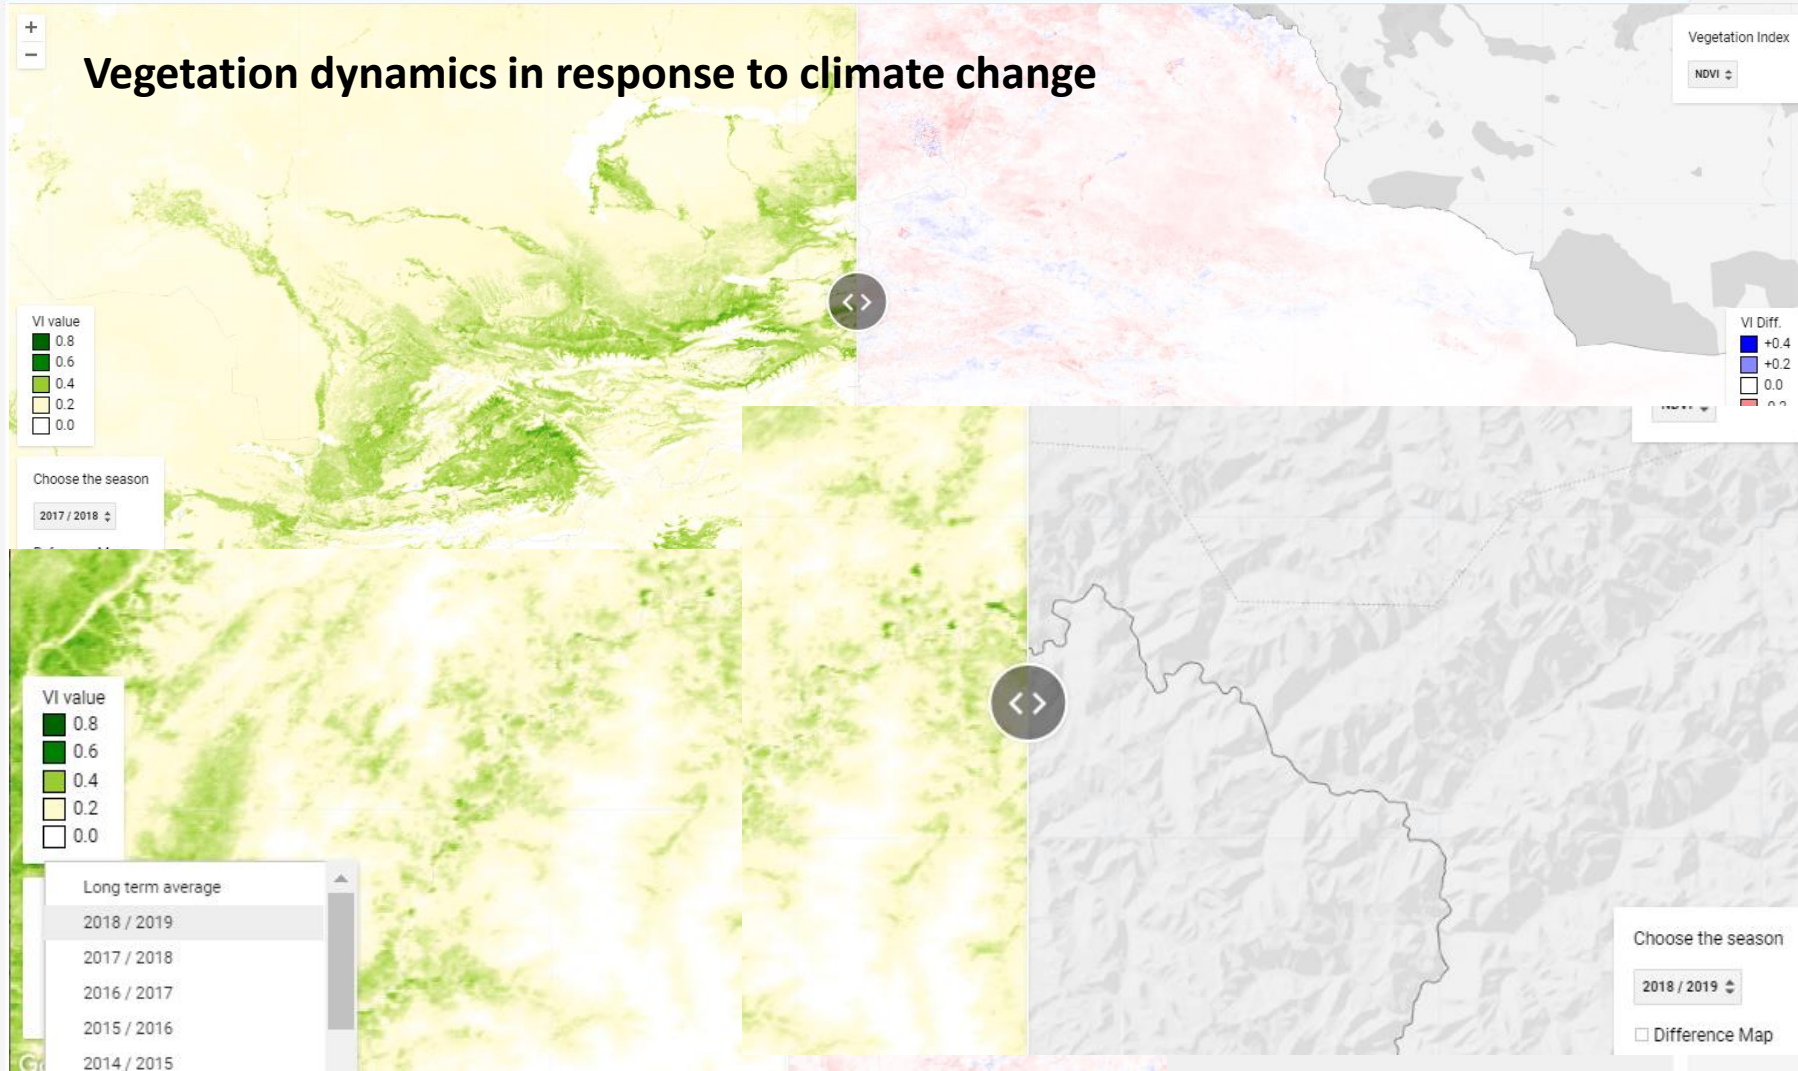 +
−
Vegetation dynamics in response to climate change
Vegetation Index
NDVI
VI value
0.8
0.6
0.4
0.2
0.0
VI Diff.
+0.4
+0.2
0.0
Choose the season
2017 / 2018
VI value
0.8
0.6
0.4
0.2
0.0
Long term average
2018 / 2019
2017 / 2018
2016 / 2017
2015 / 2016
2014 / 2015
Choose the season
2018 / 2019
Difference Map